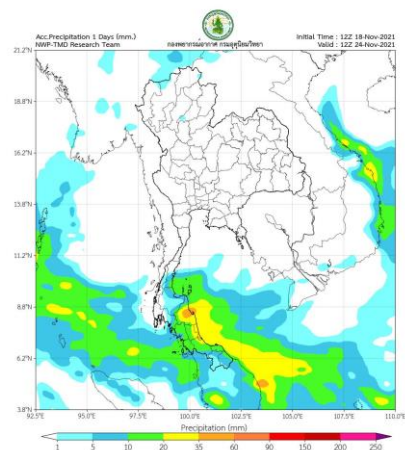 Acc.Precipitation 1 Days (mm.)
NWP-TMD Research Team
กองพยากรณ์อากาศ กรมอุตุนิยมวิทยา
Initial Time : 12Z 18-Nov-2021
Valid : 12Z 24-Nov-2021
21.2°N
18.8°N
16.2°N
13.8°N
11.2°N
8.8°N
6.2°N
3.8°N
92.5°E 95.0°E 97.5°E 100.0°E 102.5°E 105.0°E 107.5°E 110.0°E
Precipitation (mm)
1 5 10 20 35 60 90 150 200 250